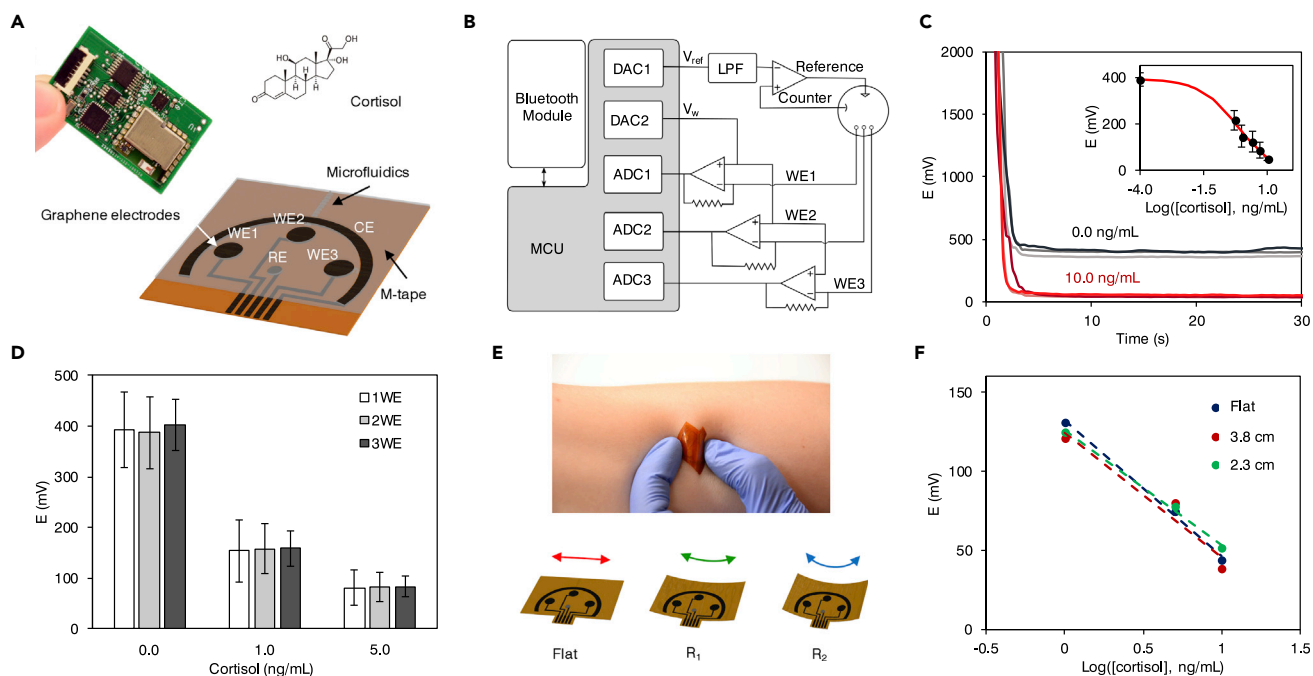 A
Cortisol
OH
O
HO
OH
H
H
H
O
Microfluidics
Graphene electrodes
WE1
WE2
CE
RE
WE3
M-tape
B
Bluetooth
Module
MCU
DAC1
DAC2
ADC1
ADC2
ADC3
Vref
LPF
Reference
Counter
Vw
WE1
WE2
WE3
+
−
C
2000
1500
1000
500
0
E (mV)
0
10
20
30
Time (s)
0.0 ng/mL
10.0 ng/mL
400
200
0
E (mV)
-4.0
-1.5
1.0
Log([cortisol], ng/mL)
D
500
400
300
200
100
0
E (mV)
1WE
2WE
3WE
0.0
1.0
5.0
Cortisol (ng/mL)
E
Flat
R1
R2
F
150
100
50
0
E (mV)
Flat
3.8 cm
2.3 cm
-0.5
0.0
0.5
1.0
1.5
Log([cortisol], ng/mL)